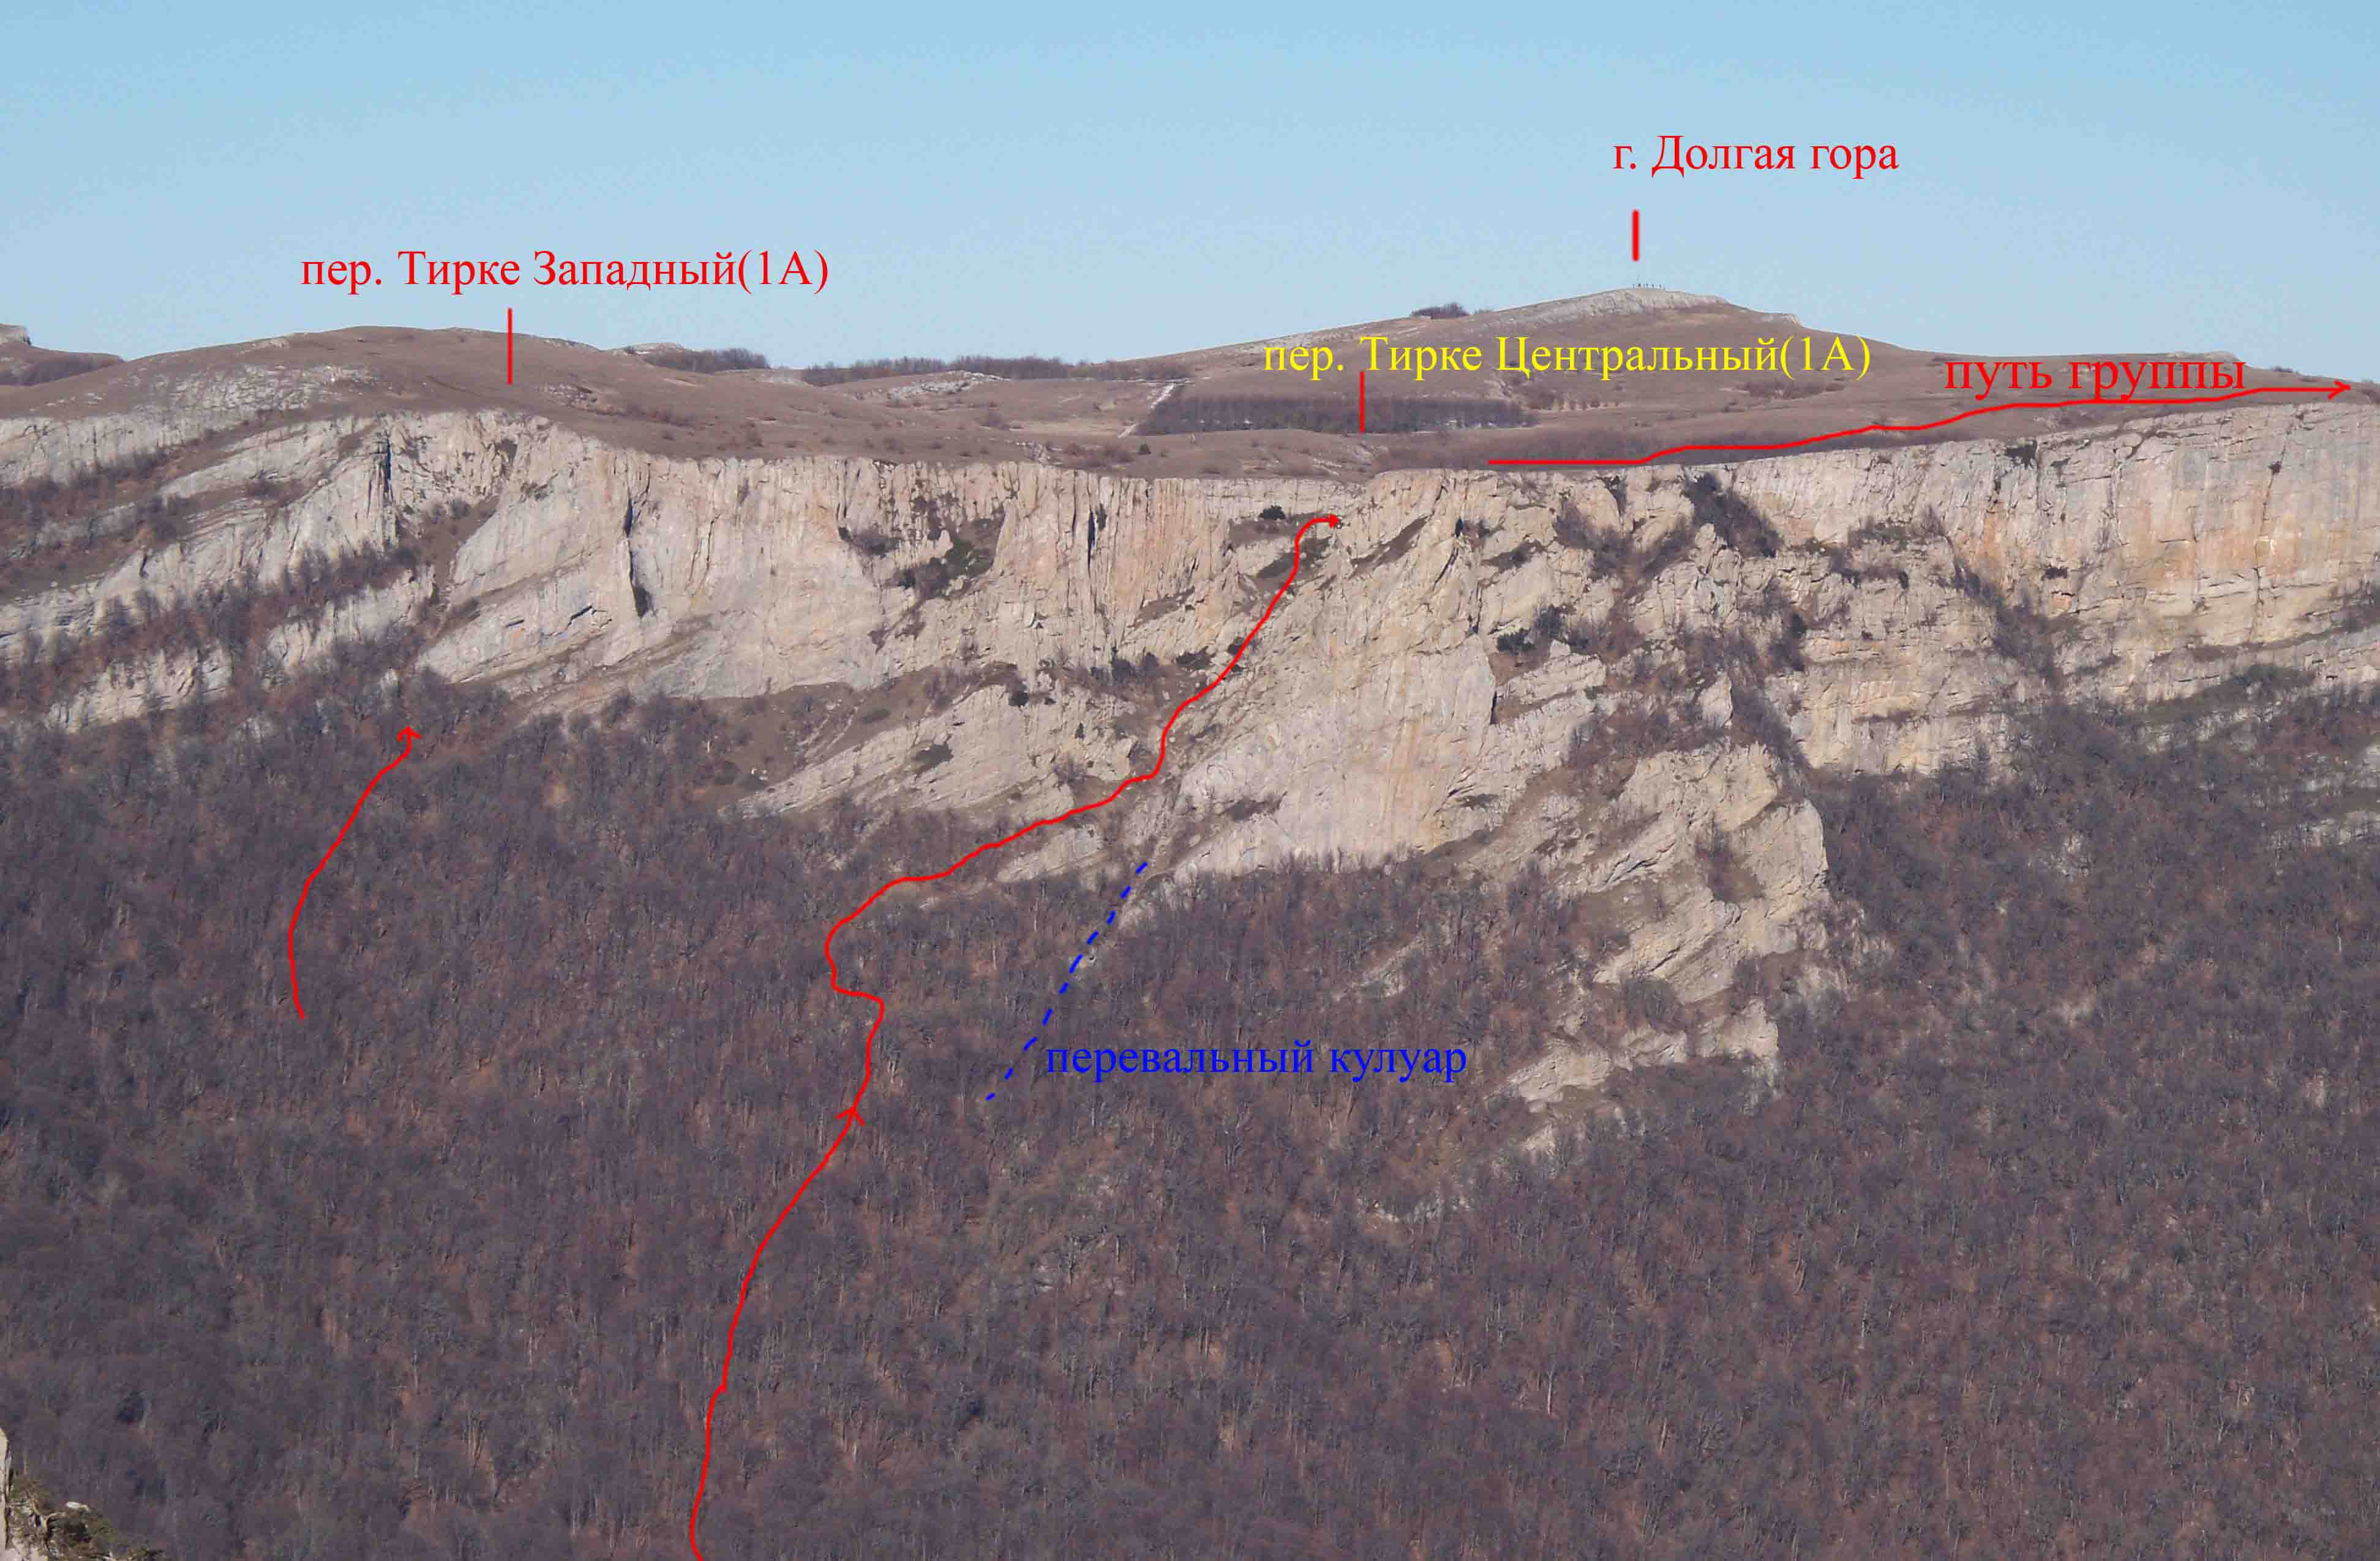 г. Долгая гора
пер. Тирке Западный(1А)
пер. Тирке Центральный(1А)
путь группы
перевальный кулуар